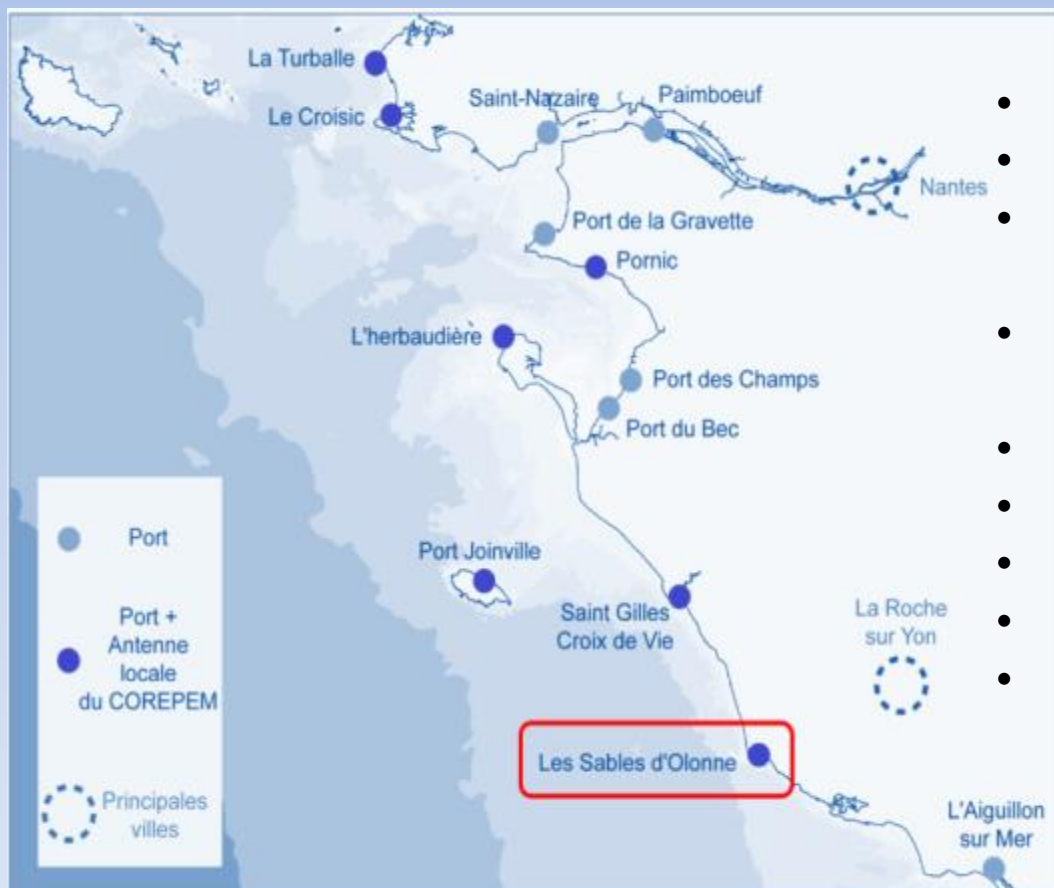 La Turballe
Le Croisic
Saint-Nazaire
Paimboeuf
Nantes
Port de la Gravette
Pornic
L'herbaudière
Port des Champs
Port du Bec
Port
Port Joinville
Port +
Antenne
locale
du COREPEM
Saint Gilles
Croix de Vie
La Roche
sur Yon
Les Sables d'Olonne
Principales
villes
L'Aiguillon
sur Mer